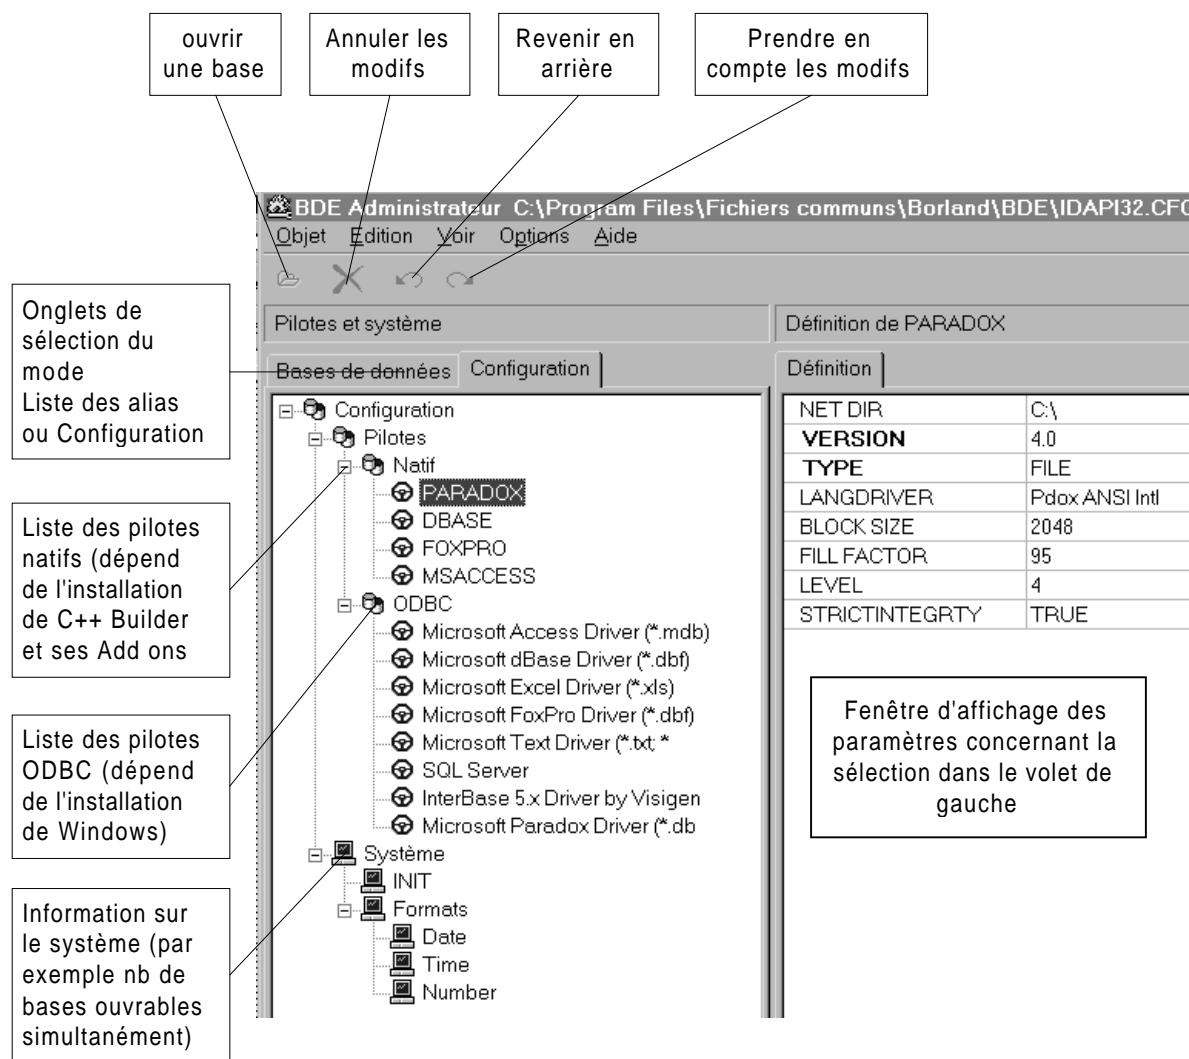 ouvrir
une base
Annuler les
modifs
Revenir en
arrière
Prendre en
compte les modifs
BDE Administrateur C:\Program Files\Fichiers communs\Borland\BDE\IDAPI32.CFG
Objet Edition Voir Options Aide
Pilotes et système
Définition de PARADOX
Bases de données Configuration
Définition
Onglets de
sélection du
mode
Liste des alias
ou Configuration
Liste des pilotes
natifs (dépend
de l'installation
de C++ Builder
et ses Add ons
Liste des pilotes
ODBC (dépend
de l'installation
de Windows)
Information sur
le système (par
exemple nb de
bases ouvrables
simultanément)
Configuration
Pilotes
Natif
PARADOX
DBASE
FOXPRO
MSACCESS
ODBC
Microsoft Access Driver (*.mdb)
Microsoft dBase Driver (*.dbf)
Microsoft Excel Driver (*.xls)
Microsoft FoxPro Driver (*.dbf)
Microsoft Text Driver (*.txt; *
SQL Server
InterBase 5.x Driver by Visigen
Microsoft Paradox Driver (*.db
Système
INIT
Formats
Date
Time
Number
NET DIR C:\
VERSION 4.0
TYPE FILE
LANGDRIVER Pdox ANSI Intl
BLOCK SIZE 2048
FILL FACTOR 95
LEVEL 4
STRICTINTEGRTY TRUE
Fenêtre d'affichage des
paramètres concernant la
sélection dans le volet de
gauche